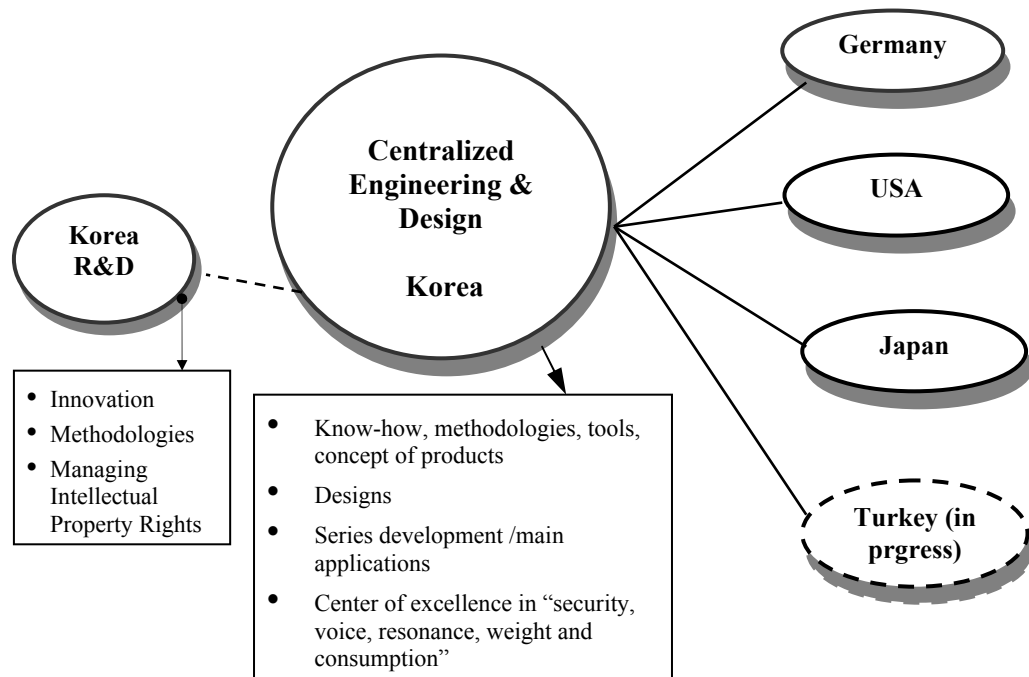 Korea
R&D
• Innovation
• Methodologies
• Managing
Intellectual
Property Rights
Centralized
Engineering &
Design
Korea
• Know-how, methodologies, tools,
concept of products
• Designs
• Series development /main
applications
• Center of excellence in “security,
voice, resonance, weight and
consumption”
Germany
USA
Japan
Turkey (in
prgress)